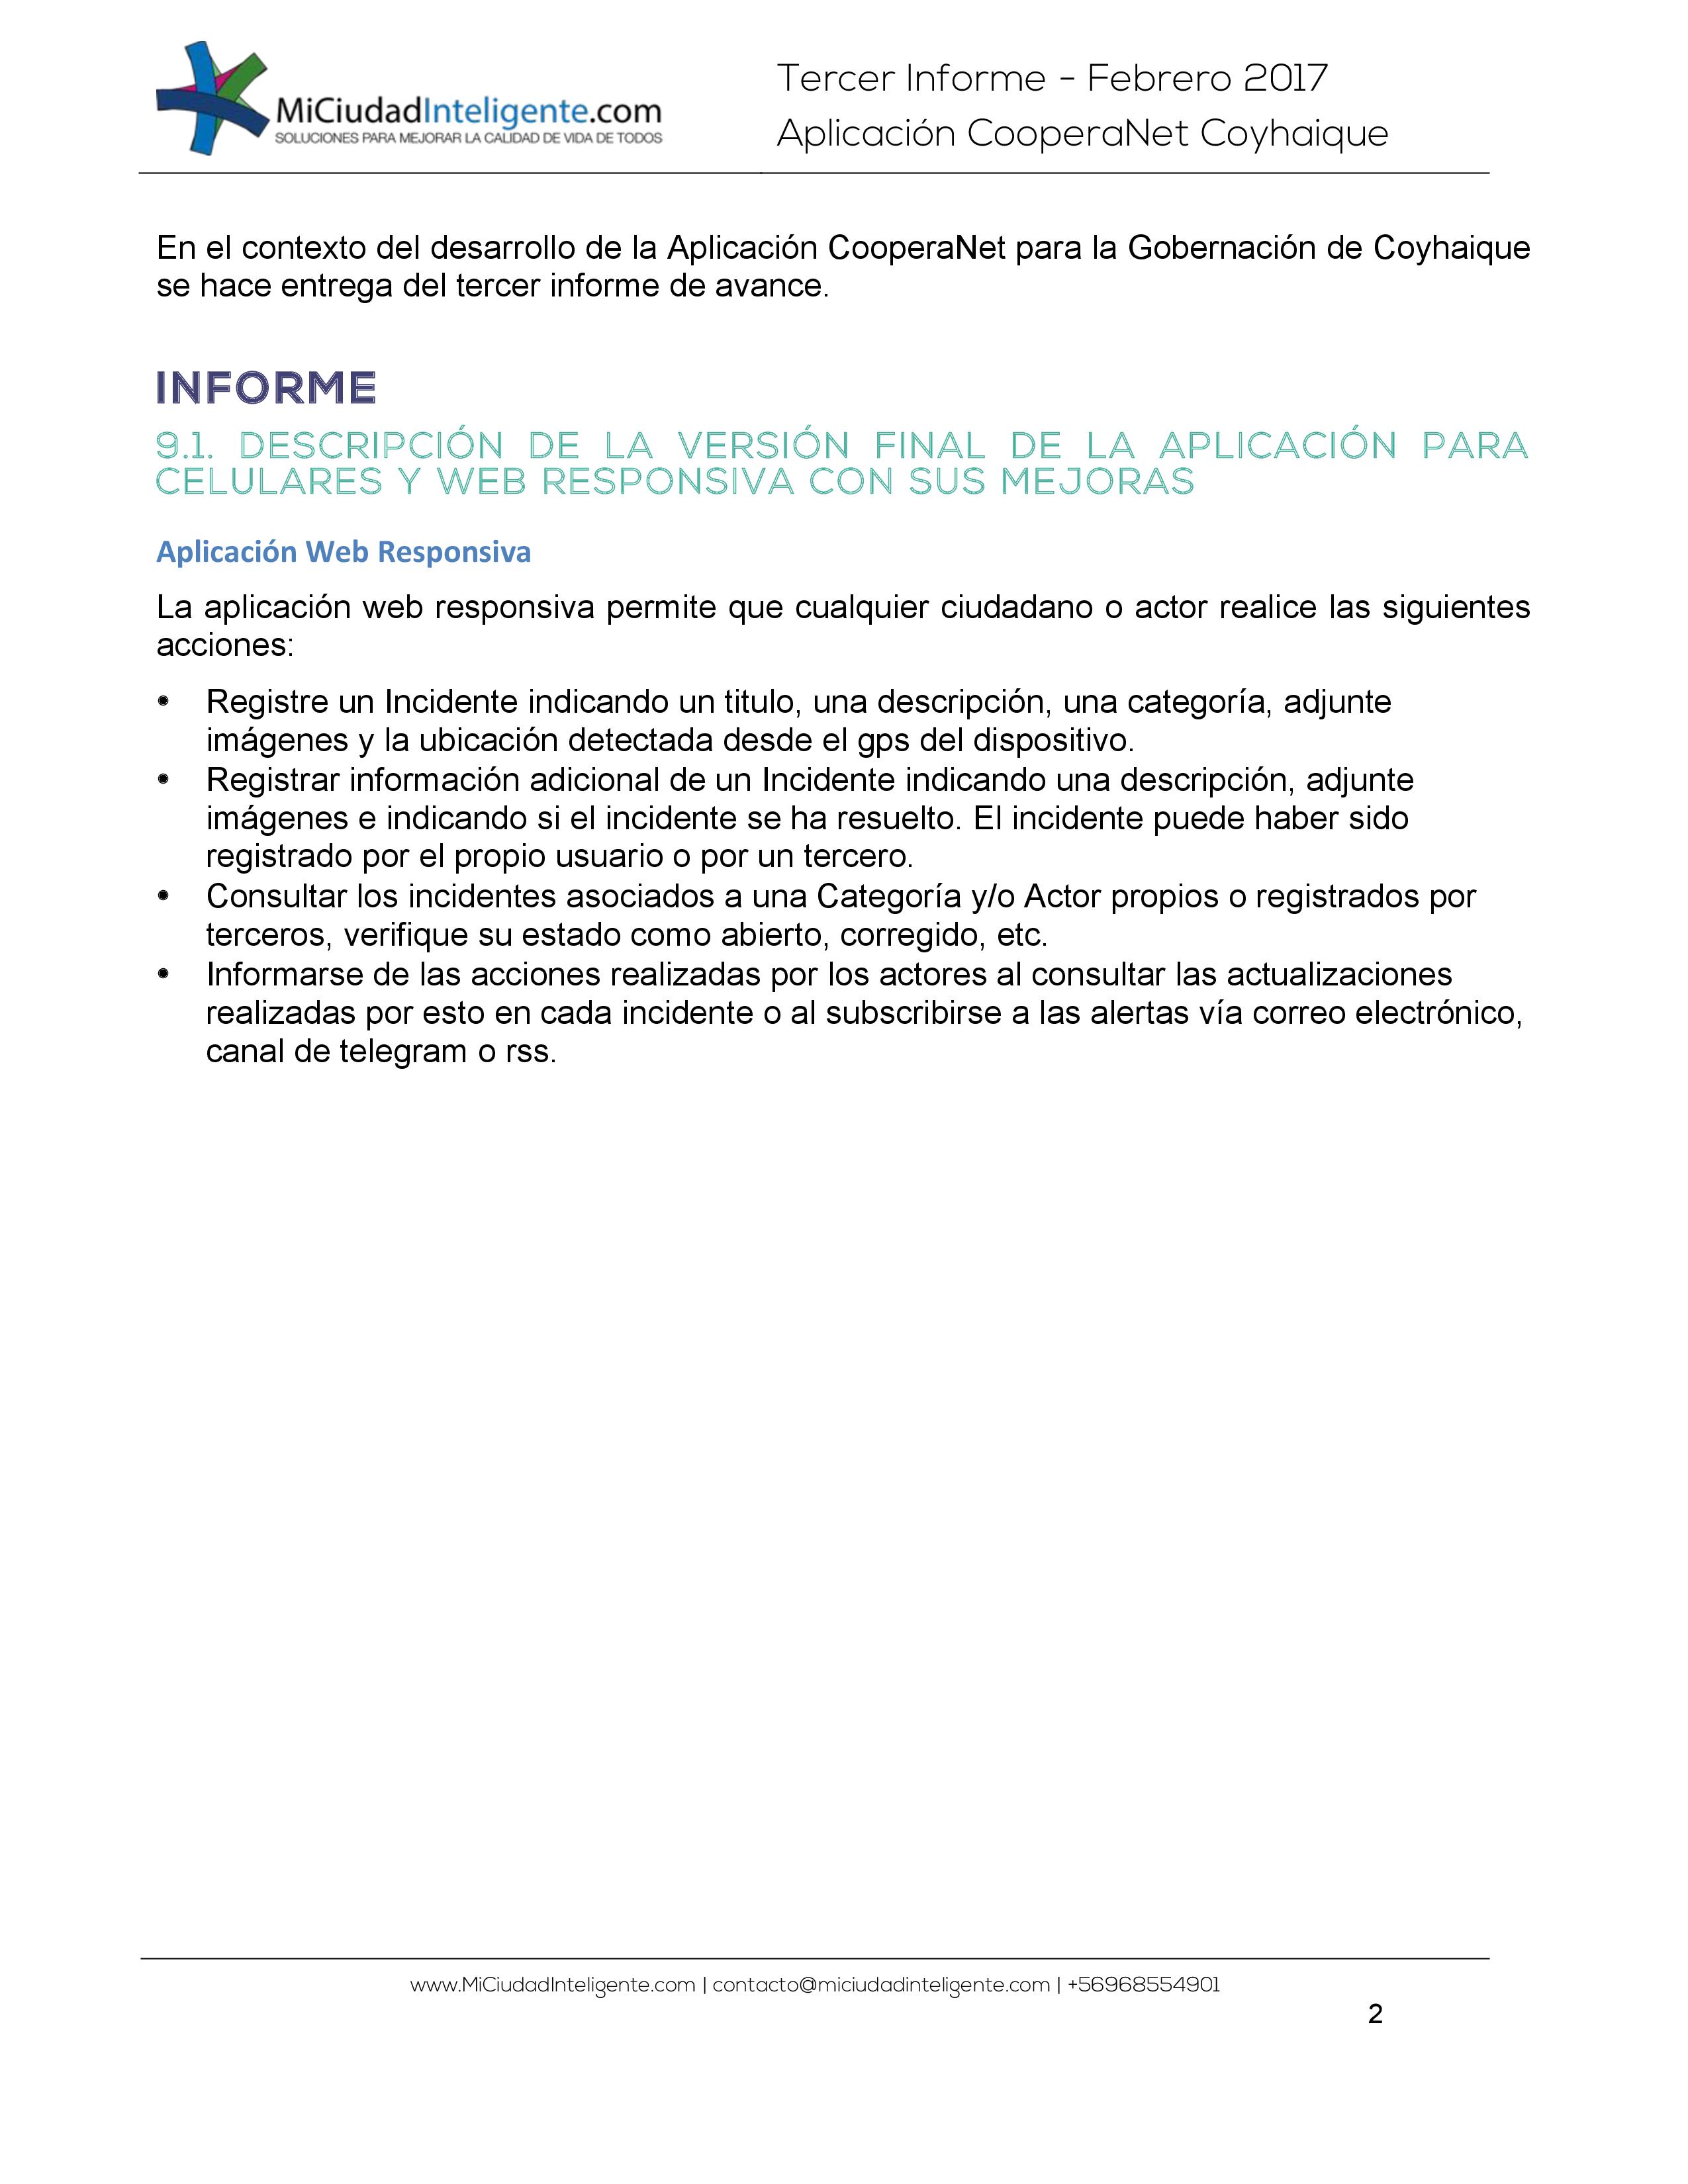 MiCiudadInteligente.com
SOLUCIONES PARA MEJORAR LA CALIDAD DE VIDA DE TODOS
Tercer Informe - Febrero 2017
Aplicación CooperaNet Coyhaique
En el contexto del desarrollo de la Aplicación CooperaNet para la Gobernación de Coyhaique
se hace entrega del tercer informe de avance.
INFORME
9.1. DESCRIPCIÓN DE LA VERSIÓN FINAL DE LA APLICACIÓN PARA
CELULARES Y WEB RESPONSIVA CON SUS MEJORAS
Aplicación Web Responsiva
La aplicación web responsiva permite que cualquier ciudadano o actor realice las siguientes
acciones:
• Registre un Incidente indicando un titulo, una descripción, una categoría, adjunte
imágenes y la ubicación detectada desde el gps del dispositivo.
• Registrar información adicional de un Incidente indicando una descripción, adjunte
imágenes e indicando si el incidente se ha resuelto. El incidente puede haber sido
registrado por el propio usuario o por un tercero.
• Consultar los incidentes asociados a una Categoría y/o Actor propios o registrados por
terceros, verifique su estado como abierto, corregido, etc.
• Informarse de las acciones realizadas por los actores al consultar las actualizaciones
realizadas por esto en cada incidente o al subscribirse a las alertas vía correo electrónico,
canal de telegram o rss.
www.MiCiudadInteligente.com | contacto@miciudadinteligente.com | +56968554901
2